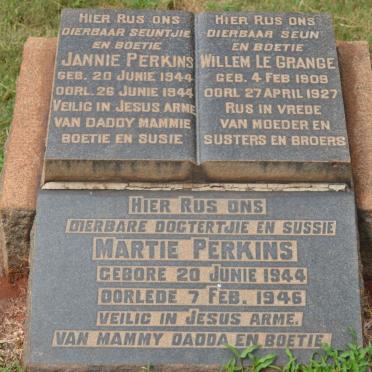 Hier Rus ons
Dierbaar Seuntjie
en Boetie
Jannie Perkins
Geb. 20 Junie 1944
Oorl. 26 Junie 1944
Veilig in Jesus Arme
van Daddy Mammie
Boetie en Susie
Hier Rus ons
Dierbare Seun
en Boetie
Willem Le Grange
Geb. 4 Feb 1909
Oorl 27 April 1927
Rus in Vrede
van Moeder en
Susters en Broers
Hier Rus ons
Dierbare Dogtertjie en Sussie
Martie Perkins
Gebore 20 Junie 1944
Oorlede 7 Feb. 1946
Veilig in Jesus Arme.
van Mammy Dadda en Boetie.